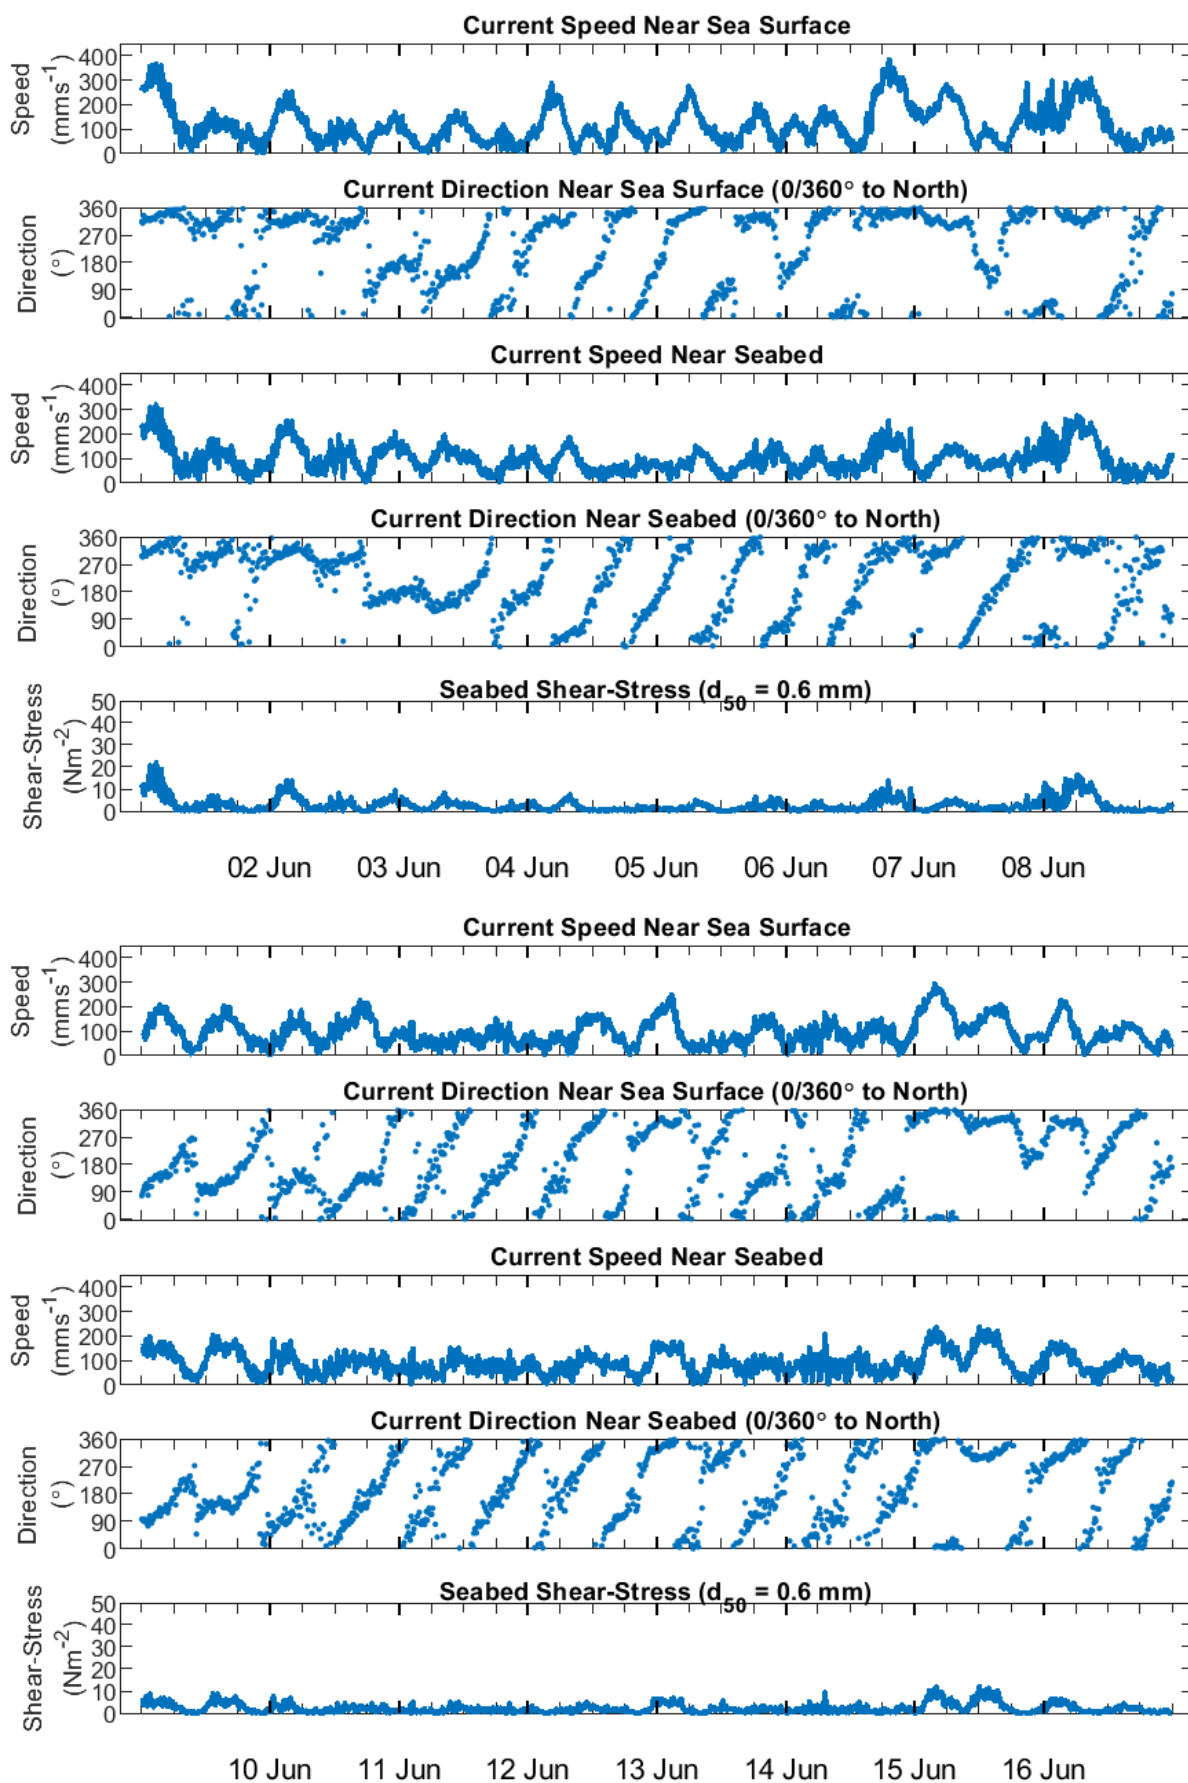 Current Speed Near Sea Surface
Speed
(mms⁻¹)
400
300
200
100
0
Current Direction Near Sea Surface (0/360° to North)
Direction
(°)
360
270
180
90
0
Current Speed Near Seabed
Speed
(mms⁻¹)
400
300
200
100
0
Current Direction Near Seabed (0/360° to North)
Direction
(°)
360
270
180
90
0
Seabed Shear-Stress (d₅₀ = 0.6 mm)
Shear-Stress
(Nm⁻²)
50
40
30
20
10
0
02 Jun 03 Jun 04 Jun 05 Jun 06 Jun 07 Jun 08 Jun
Current Speed Near Sea Surface
Speed
(mms⁻¹)
400
300
200
100
0
Current Direction Near Sea Surface (0/360° to North)
Direction
(°)
360
270
180
90
0
Current Speed Near Seabed
Speed
(mms⁻¹)
400
300
200
100
0
Current Direction Near Seabed (0/360° to North)
Direction
(°)
360
270
180
90
0
Seabed Shear-Stress (d₅₀ = 0.6 mm)
Shear-Stress
(Nm⁻²)
50
40
30
20
10
0
10 Jun 11 Jun 12 Jun 13 Jun 14 Jun 15 Jun 16 Jun